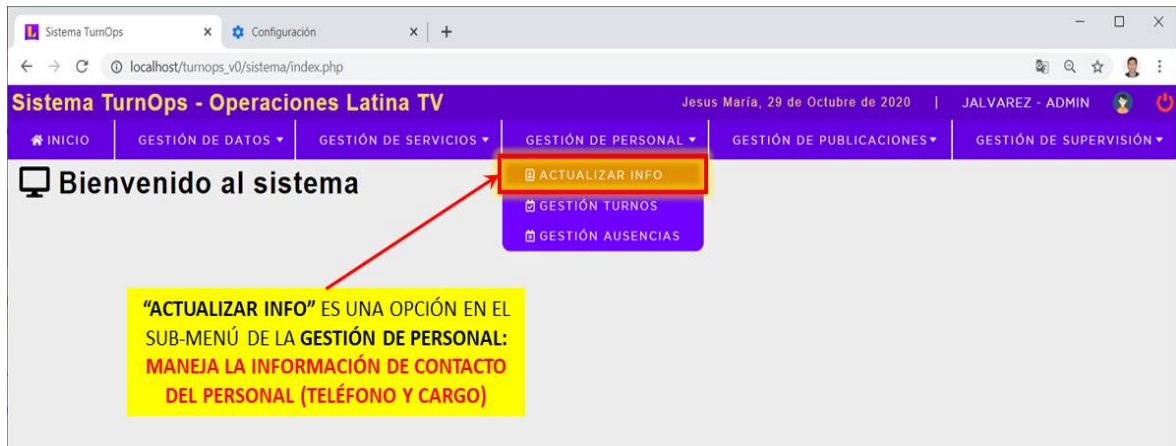 Sistema TurnOps
Configuración
localhost/turnops_v0/sistema/index.php
Sistema TurnOps - Operaciones Latina TV
Jesus María, 29 de Octubre de 2020 | JALVAREZ - ADMIN
INICIO GESTIÓN DE DATOS GESTIÓN DE SERVICIOS GESTIÓN DE PERSONAL GESTIÓN DE PUBLICACIONES GESTIÓN DE SUPERVISIÓN
Bienvenido al sistema
ACTUALIZAR INFO
GESTIÓN TURNOS
GESTIÓN AUSENCIAS
“ACTUALIZAR INFO” ES UNA OPCIÓN EN EL
SUB-MENÚ DE LA GESTIÓN DE PERSONAL:
MANEJA LA INFORMACIÓN DE CONTACTO
DEL PERSONAL (TELÉFONO Y CARGO)